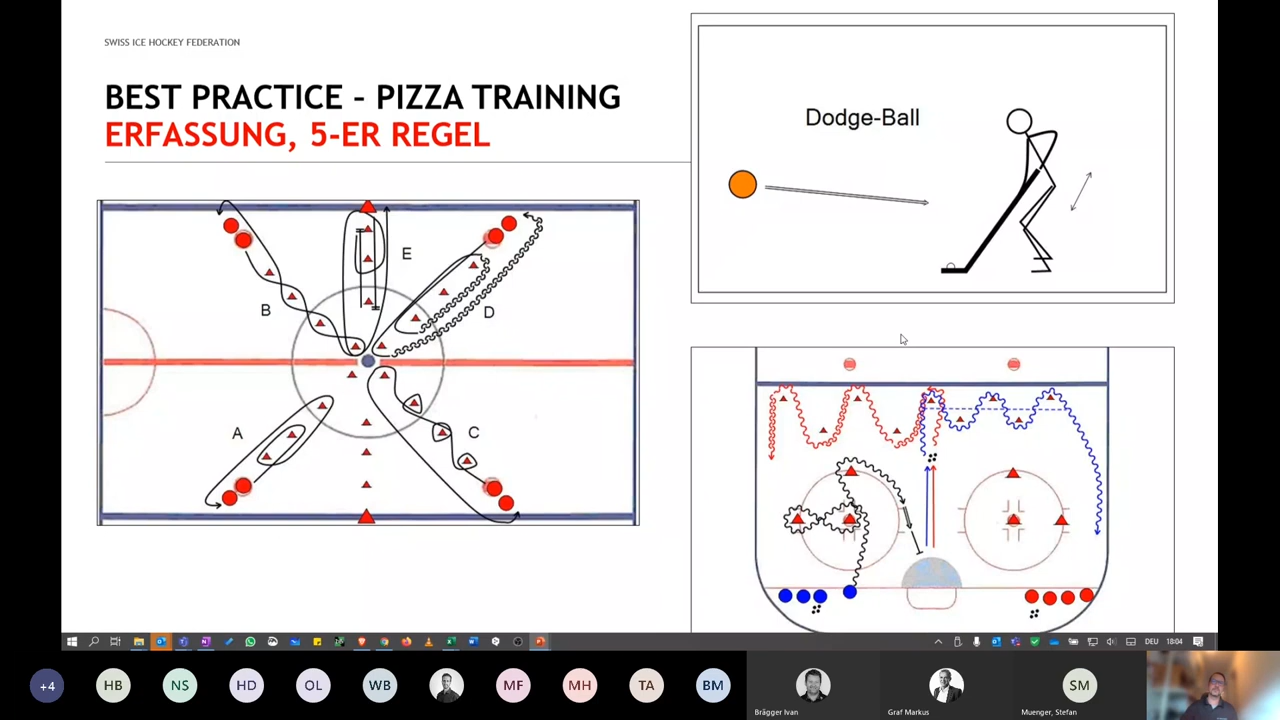 SWISS ICE HOCKEY FEDERATION
BEST PRACTICE – PIZZA TRAINING
ERFASSUNG, 5-ER REGEL
Dodge-Ball
E
B
D
A
C
DEU
18:04
+4
HB
NS
HD
OL
WB
MF
MH
TA
BM
SM
Brägger Ivan
Graf Markus
Muenger, Stefan